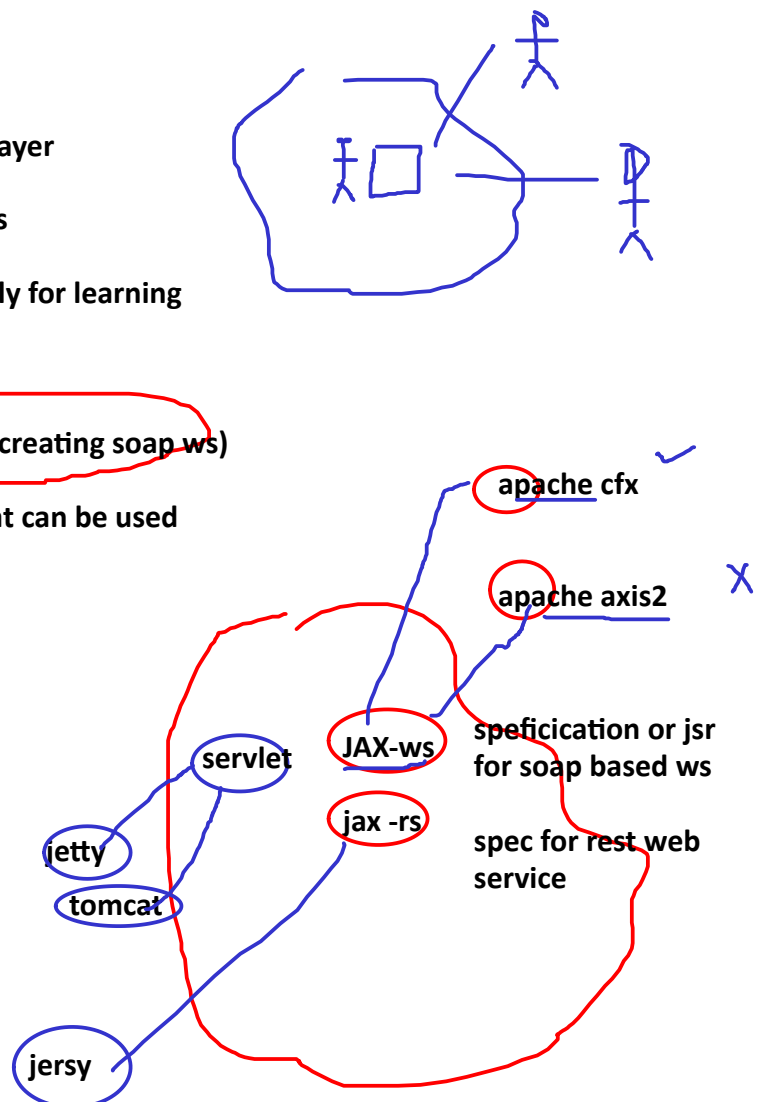 ayer
s
ly for learning
creating soap ws)
apache cfx
t can be used
apache axis2
speficication or jsr
for soap based ws
JAX-ws
servlet
jax -rs
spec for rest web
service
jetty
tomcat
jersy